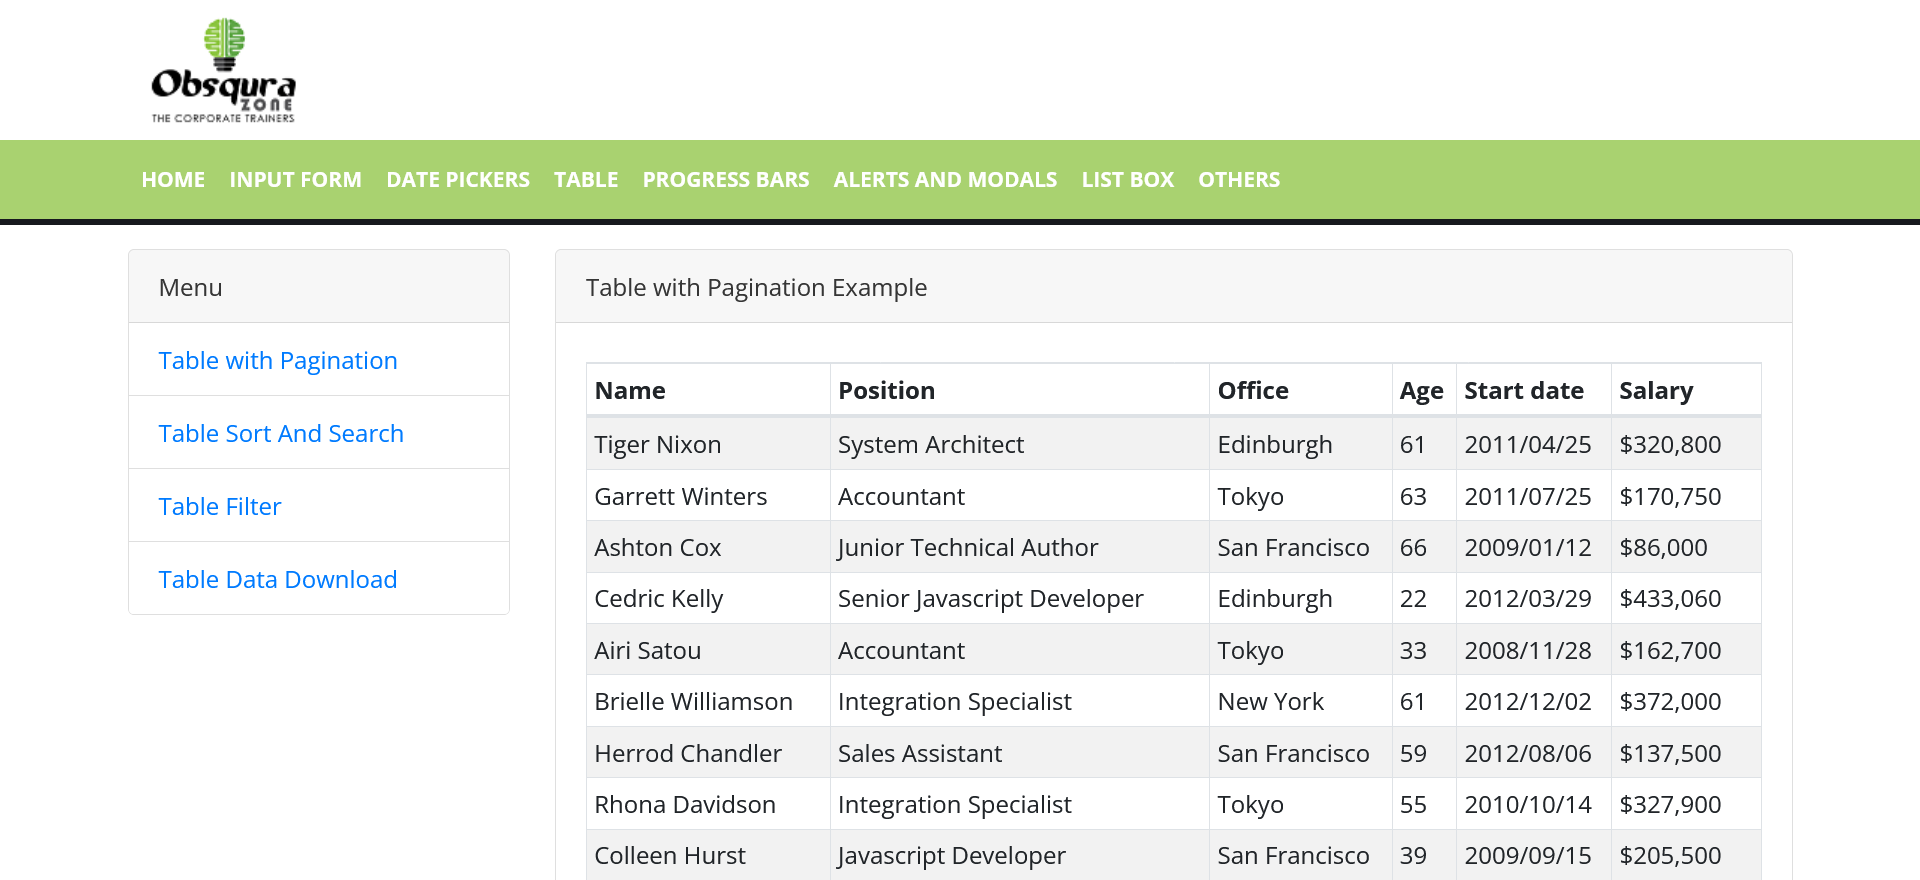 Obsqura
ZONE
THE CORPORATE TRAINERS
HOME INPUT FORM DATE PICKERS TABLE PROGRESS BARS ALERTS AND MODALS LIST BOX OTHERS
Menu
Table with Pagination
Table Sort And Search
Table Filter
Table Data Download
Table with Pagination Example
Name Position Office Age Start date Salary
Tiger Nixon System Architect Edinburgh 61 2011/04/25 $320,800
Garrett Winters Accountant Tokyo 63 2011/07/25 $170,750
Ashton Cox Junior Technical Author San Francisco 66 2009/01/12 $86,000
Cedric Kelly Senior Javascript Developer Edinburgh 22 2012/03/29 $433,060
Airi Satou Accountant Tokyo 33 2008/11/28 $162,700
Brielle Williamson Integration Specialist New York 61 2012/12/02 $372,000
Herrod Chandler Sales Assistant San Francisco 59 2012/08/06 $137,500
Rhona Davidson Integration Specialist Tokyo 55 2010/10/14 $327,900
Colleen Hurst Javascript Developer San Francisco 39 2009/09/15 $205,500